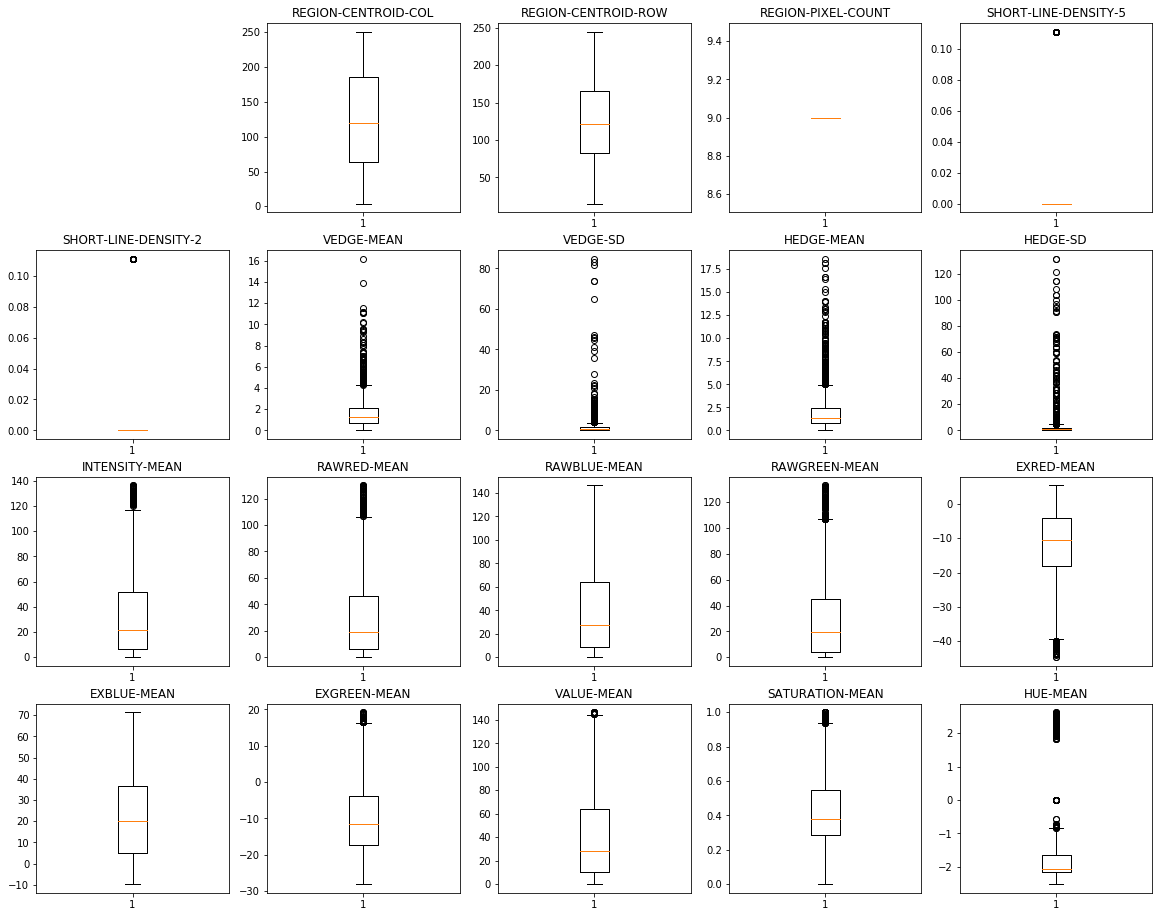 REGION-CENTROID-COL REGION-CENTROID-ROW REGION-PIXEL-COUNT SHORT-LINE-DENSITY-5
250 200 150 100 50 0 1
250 200 150 100 50 1
9.4 9.2 9.0 8.8 8.6 1
0.10 0.08 0.06 0.04 0.02 0.00 1
SHORT-LINE-DENSITY-2 VEDGE-MEAN VEDGE-SD HEDGE-MEAN HEDGE-SD
0.10 0.08 0.06 0.04 0.02 0.00 1
16 14 12 10 8 6 4 2 0 1
80 60 40 20 0 1
17.5 15.0 12.5 10.0 7.5 5.0 2.5 0.0 1
120 100 80 60 40 20 0 1
INTENSITY-MEAN RAWRED-MEAN RAWBLUE-MEAN RAWGREEN-MEAN EXRED-MEAN
140 120 100 80 60 40 20 0 1
120 100 80 60 40 20 0 1
140 120 100 80 60 40 20 0 1
120 100 80 60 40 20 0 1
0 −10 −20 −30 −40 1
EXBLUE-MEAN EXGREEN-MEAN VALUE-MEAN SATURATION-MEAN HUE-MEAN
70 60 50 40 30 20 10 0 −10 1
20 10 0 −10 −20 −30 1
140 120 100 80 60 40 20 0 1
1.0 0.8 0.6 0.4 0.2 0.0 1
2 1 0 −1 −2 1